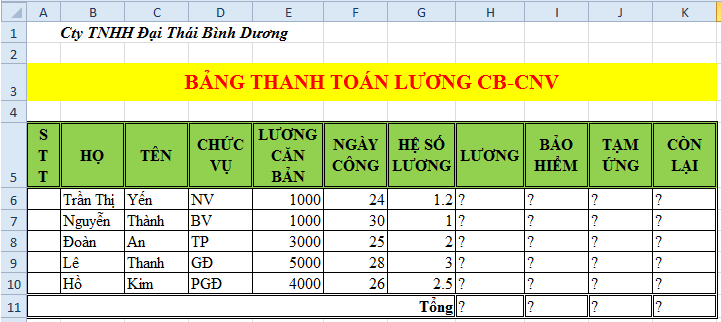 A B C D E F G H I J K
1 Cty TNHH Đại Thái Bình Dương
2
3 BẢNG THANH TOÁN LƯƠNG CB-CNV
4
5 STT HỌ TÊN CHỨC VỤ LƯƠNG CĂN BẢN NGÀY CÔNG HỆ SỐ LƯƠNG LƯƠNG BẢO HIỂM TẠM ỨNG CÒN LẠI
6 Trần Thị Yến NV 1000 24 1.2 ? ? ? ?
7 Nguyễn Thành BV 1000 30 1 ? ? ? ?
8 Đoàn An TP 3000 25 2 ? ? ? ?
9 Lê Thanh GĐ 5000 28 3 ? ? ? ?
10 Hồ Kim PGĐ 4000 26 2.5 ? ? ? ?
11 Tổng ? ? ? ?